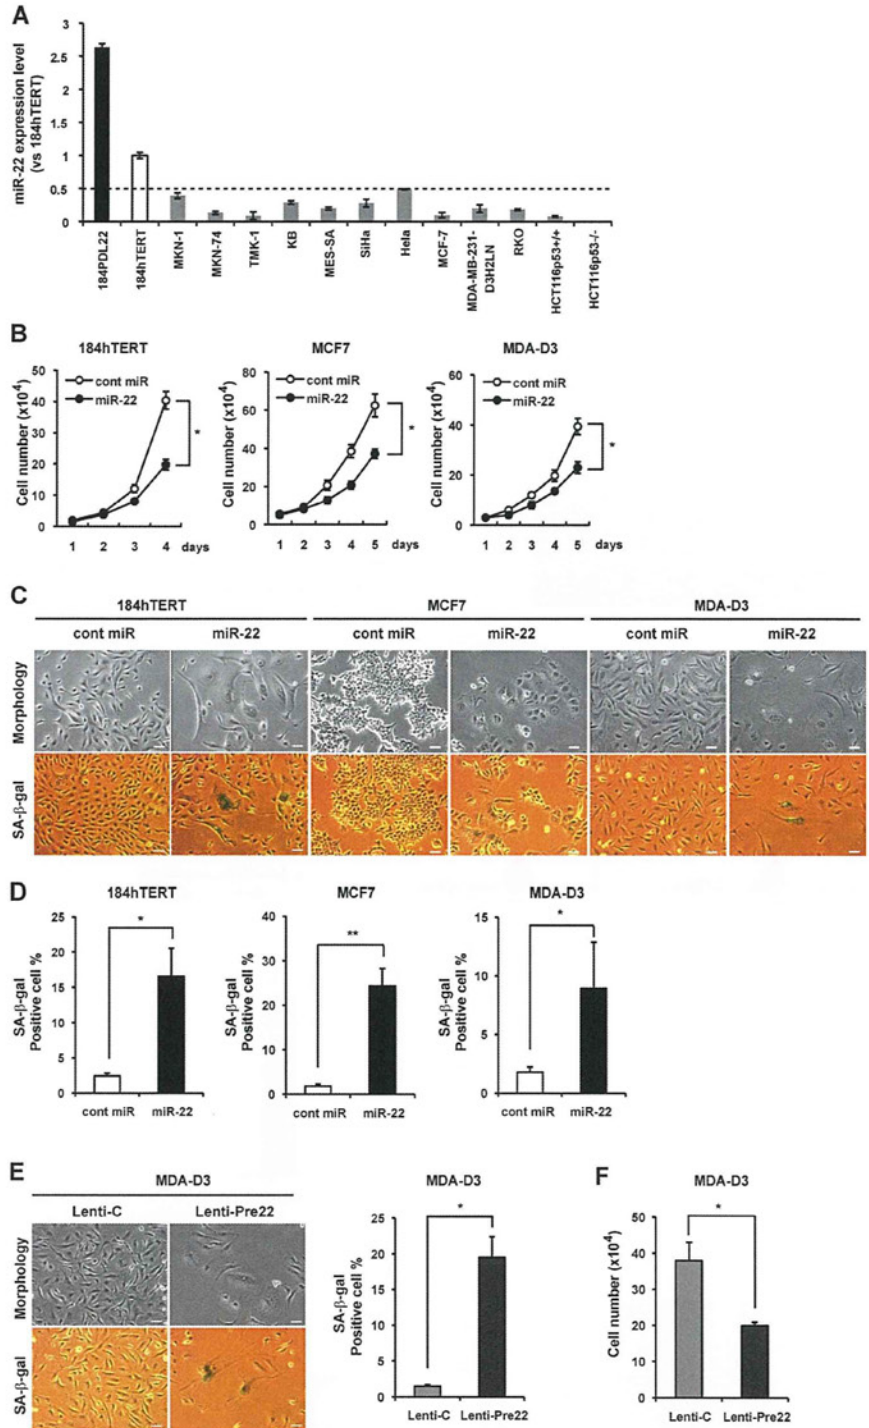 A
miR-22 expression level
(vs 184hTERT)
3
2.5
2
1.5
1
0.5
0
184PDL22
184hTERT
MKN-1
MKN-74
TMK-1
KB
MES-SA
SiHa
Hela
MCF-7
MDA-MB-231-
D3H2LN
RKO
HCT116p53+/+
HCT116p53-/-
B
184hTERT
Cell number (x10⁴)
50
40
30
20
10
0
cont miR
miR-22
*
1 2 3 4 days
MCF7
Cell number (x10⁴)
80
60
40
20
0
cont miR
miR-22
*
1 2 3 4 5 days
MDA-D3
Cell number (x10⁴)
60
40
20
0
cont miR
miR-22
*
1 2 3 4 5 days
C
184hTERT MCF7 MDA-D3
cont miR miR-22 cont miR miR-22 cont miR miR-22
Morphology
SA-β-gal
D
184hTERT
SA-β-gal
Positive cell %
25
20
15
10
5
0
*
cont miR miR-22
MCF7
SA-β-gal
Positive cell %
40
30
20
10
0
**
cont miR miR-22
MDA-D3
SA-β-gal
Positive cell %
15
10
5
0
*
cont miR miR-22
E
MDA-D3
Lenti-C Lenti-Pre22
Morphology
SA-β-gal
MDA-D3
SA-β-gal
Positive cell %
25
20
15
10
5
0
*
Lenti-C Lenti-Pre22
F
MDA-D3
Cell number (x10⁴)
50
40
30
20
10
0
*
Lenti-C Lenti-Pre22